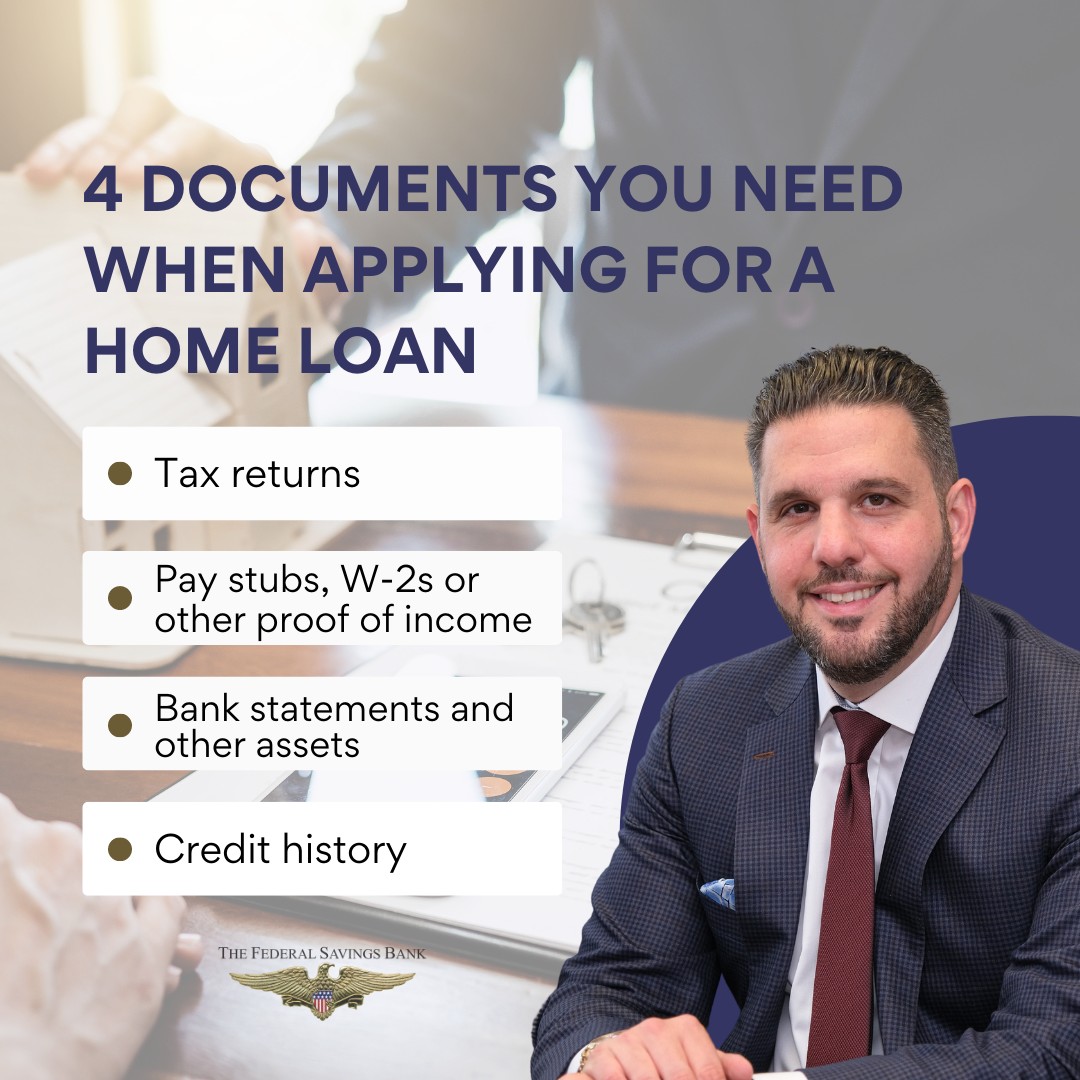 4 DOCUMENTS YOU NEED
WHEN APPLYING FOR A
HOME LOAN
Tax returns
Pay stubs, W-2s or
other proof of income
Bank statements and
other assets
Credit history
THE FEDERAL SAVINGS BANK